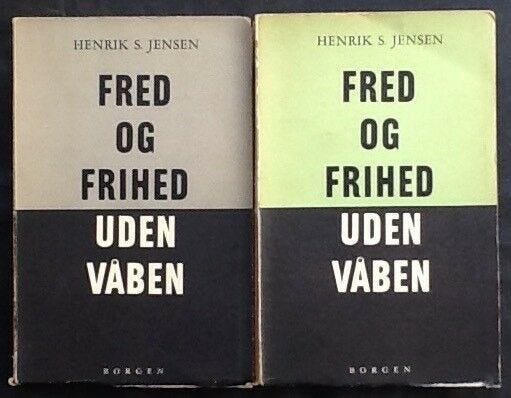 HENRIK S. JENSEN
FRED
OG
FRIHED
UDEN
VÅBEN
BORGEN
HENRIK S. JENSEN
FRED
OG
FRIHED
UDEN
VÅBEN
BORGEN